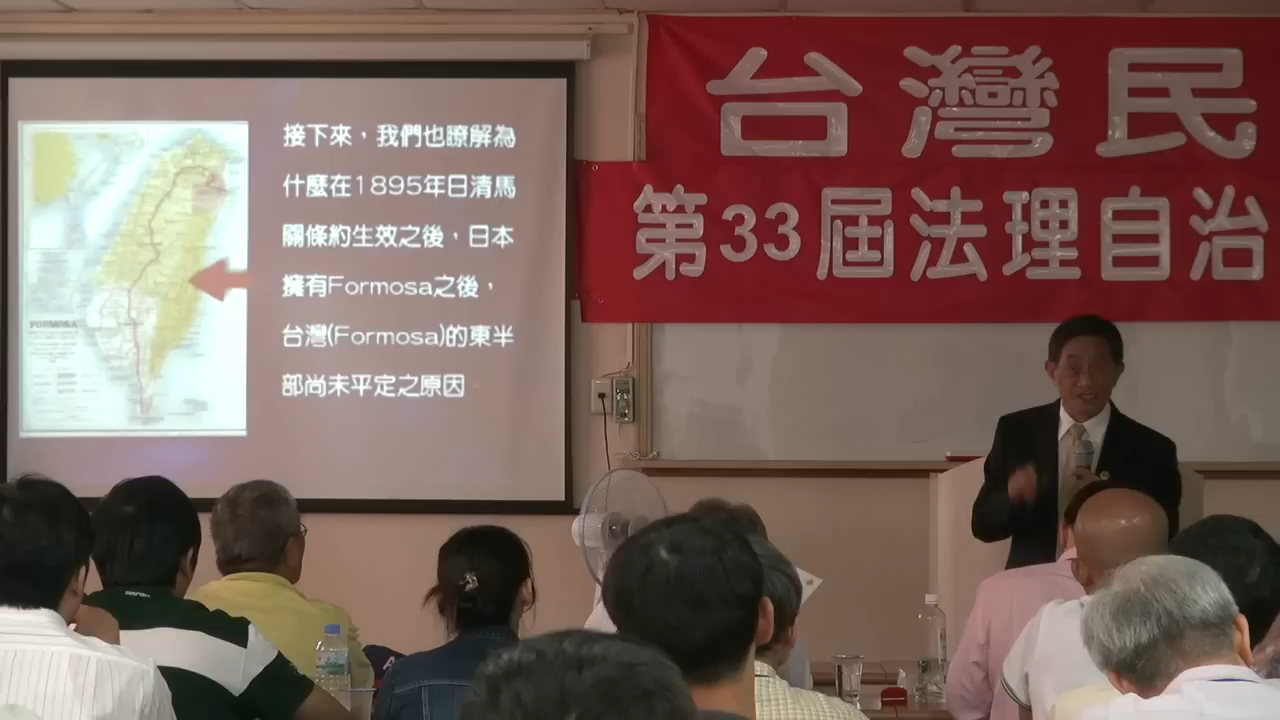 接下來，我們也瞭解為
什麼在1895年日清馬
關條約生效之後，日本
擁有Formosa之後，
台灣(Formosa)的東半
部尚未平定之原因。
FORMOSA
台灣民
第33屆法理自治